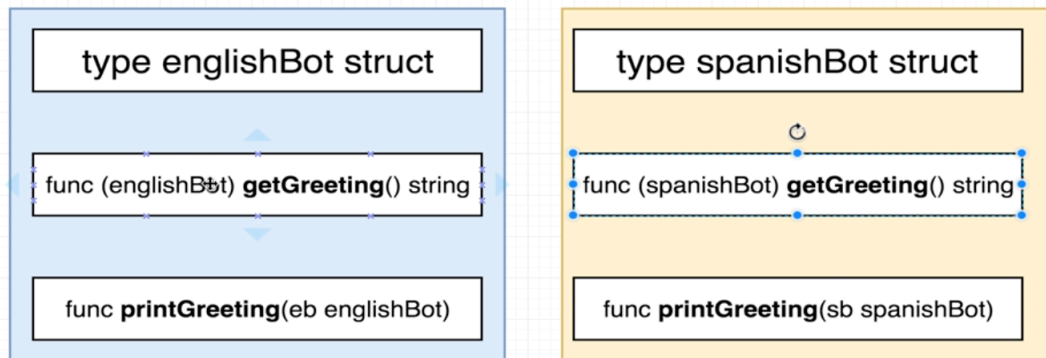 type englishBot struct
func (englishBot) getGreeting() string
func printGreeting(eb englishBot)
type spanishBot struct
func (spanishBot) getGreeting() string
func printGreeting(sb spanishBot)